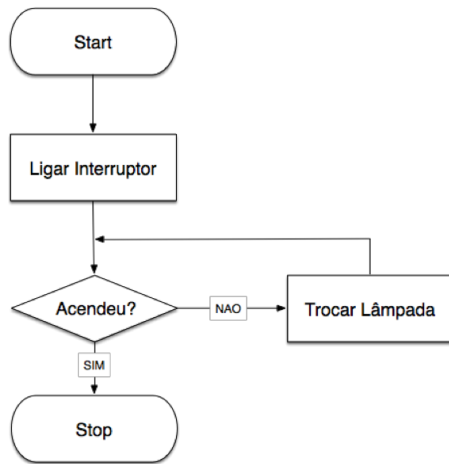 Start
Ligar Interruptor
Acendeu?
NAO
Trocar Lâmpada
SIM
Stop